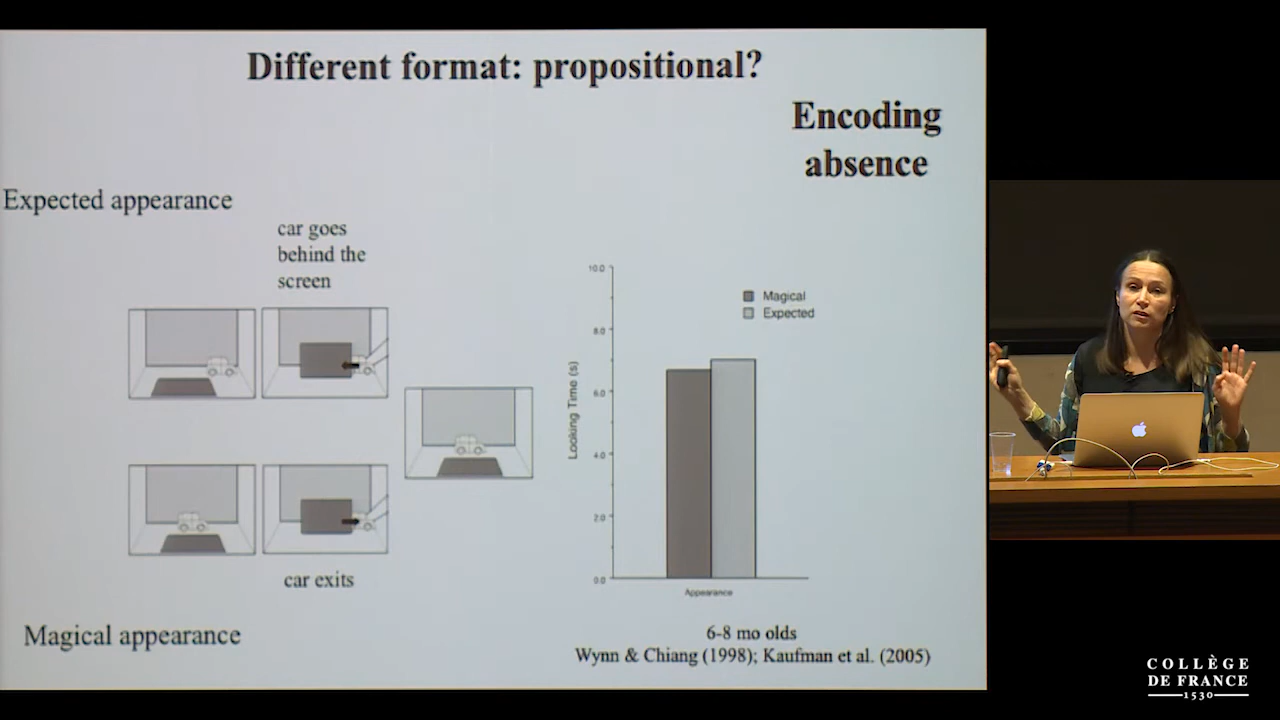 Different format: propositional?
Encoding
absence
Expected appearance
car goes
behind the
screen
car exits
Magical appearance
10.0
8.0
6.0
4.0
2.0
0.0
Looking Time (s)
Magical
Expected
Appearance
6-8 mo olds
Wynn & Chiang (1998); Kaufman et al. (2005)
COLLÈGE
DE FRANCE
1530